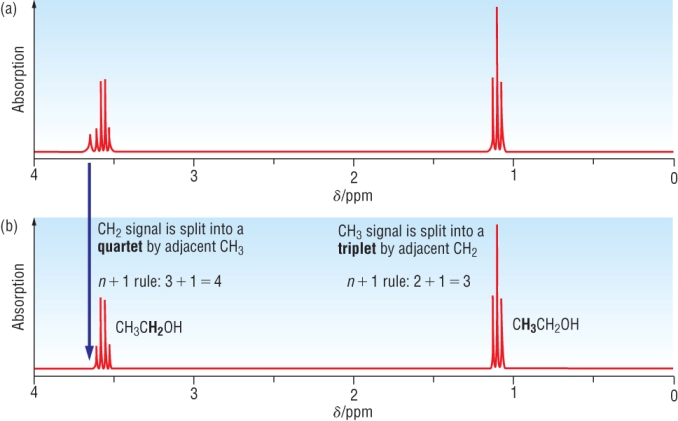 (a)
Absorption
4 3 2 1 0
δ/ppm
(b)
Absorption
CH₂ signal is split into a
quartet by adjacent CH₃
n + 1 rule: 3 + 1 = 4
CH₃CH₂OH
CH₃ signal is split into a
triplet by adjacent CH₂
n + 1 rule: 2 + 1 = 3
CH₃CH₂OH
4 3 2 1 0
δ/ppm